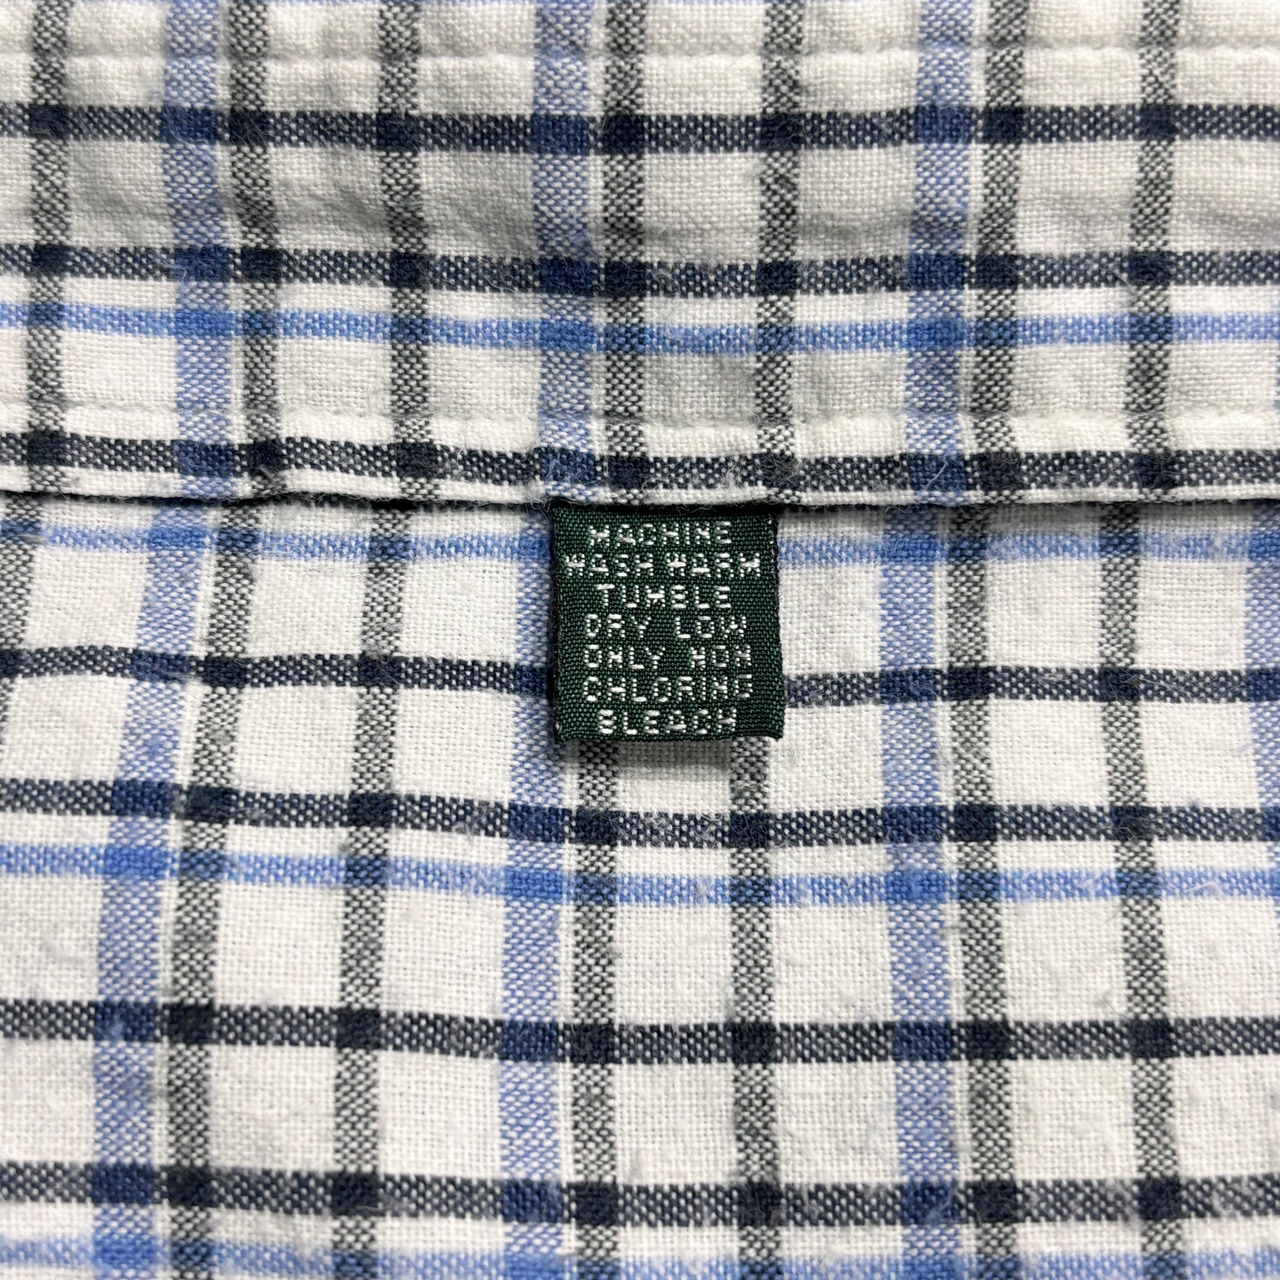 MACHINE
WASH WARM
TUMBLE
DRY LOW
ONLY NON
CHLORINE
BLEACH